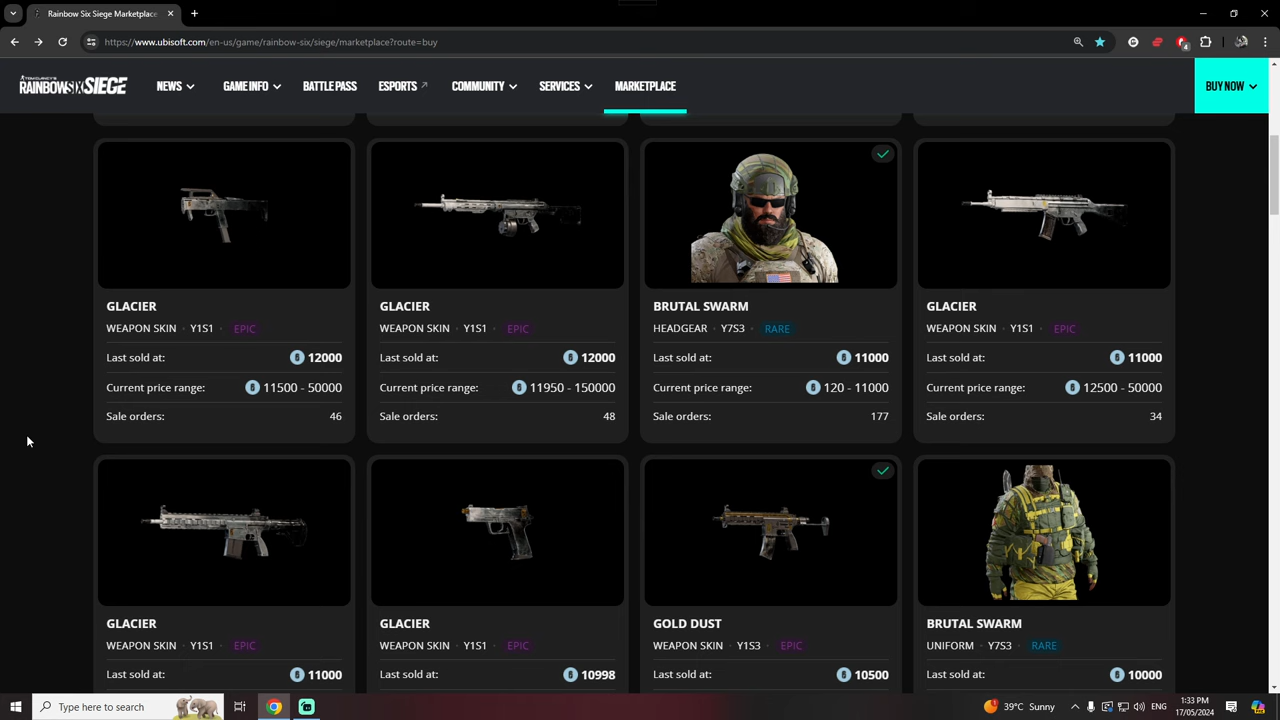 Rainbow Six Siege Marketplace
https://www.ubisoft.com/en-us/game/rainbow-six/siege/marketplace?route=buy
4
TOM CLANCY'S
RAINBOWSIXSIEGE
NEWS
GAME INFO
BATTLE PASS
ESPORTS
COMMUNITY
SERVICES
MARKETPLACE
BUY NOW
GLACIER
WEAPON SKIN · Y1S1 · EPIC
Last sold at: 12000
Current price range: 11500 - 50000
Sale orders: 46
GLACIER
WEAPON SKIN · Y1S1 · EPIC
Last sold at: 12000
Current price range: 11950 - 150000
Sale orders: 48
BRUTAL SWARM
HEADGEAR · Y7S3 · RARE
Last sold at: 11000
Current price range: 120 - 11000
Sale orders: 177
GLACIER
WEAPON SKIN · Y1S1 · EPIC
Last sold at: 11000
Current price range: 12500 - 50000
Sale orders: 34
GLACIER
WEAPON SKIN · Y1S1 · EPIC
Last sold at: 11000
GLACIER
WEAPON SKIN · Y1S1 · EPIC
Last sold at: 10998
GOLD DUST
WEAPON SKIN · Y1S3 · EPIC
Last sold at: 10500
BRUTAL SWARM
UNIFORM · Y7S3 · RARE
Last sold at: 10000
Type here to search
39°C Sunny
ENG
1:33 PM
17/05/2024